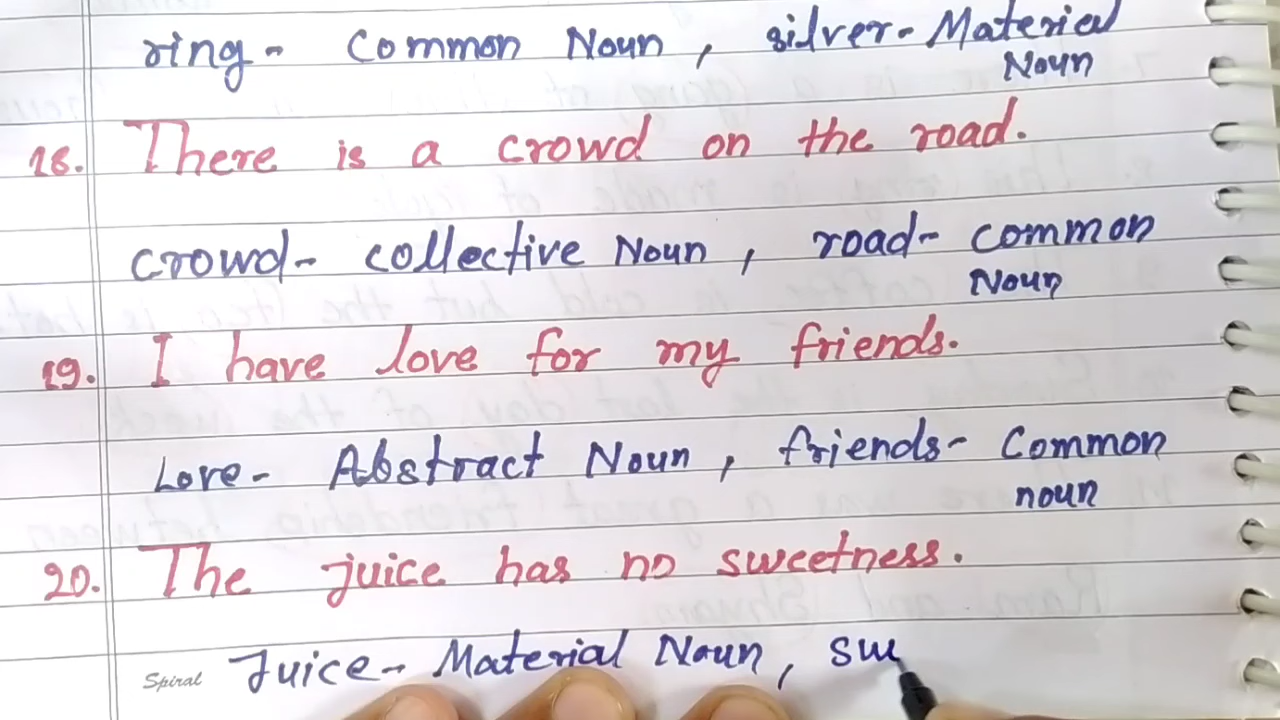 ring- Common Noun, silver- Material
Noun
18. There is a crowd on the road.
crowd- collective Noun, road- common
Noun
19. I have love for my friends.
Love- Abstract Noun, friends- Common
noun
20. The juice has no sweetness.
Spiral Juice- Material Noun, sw